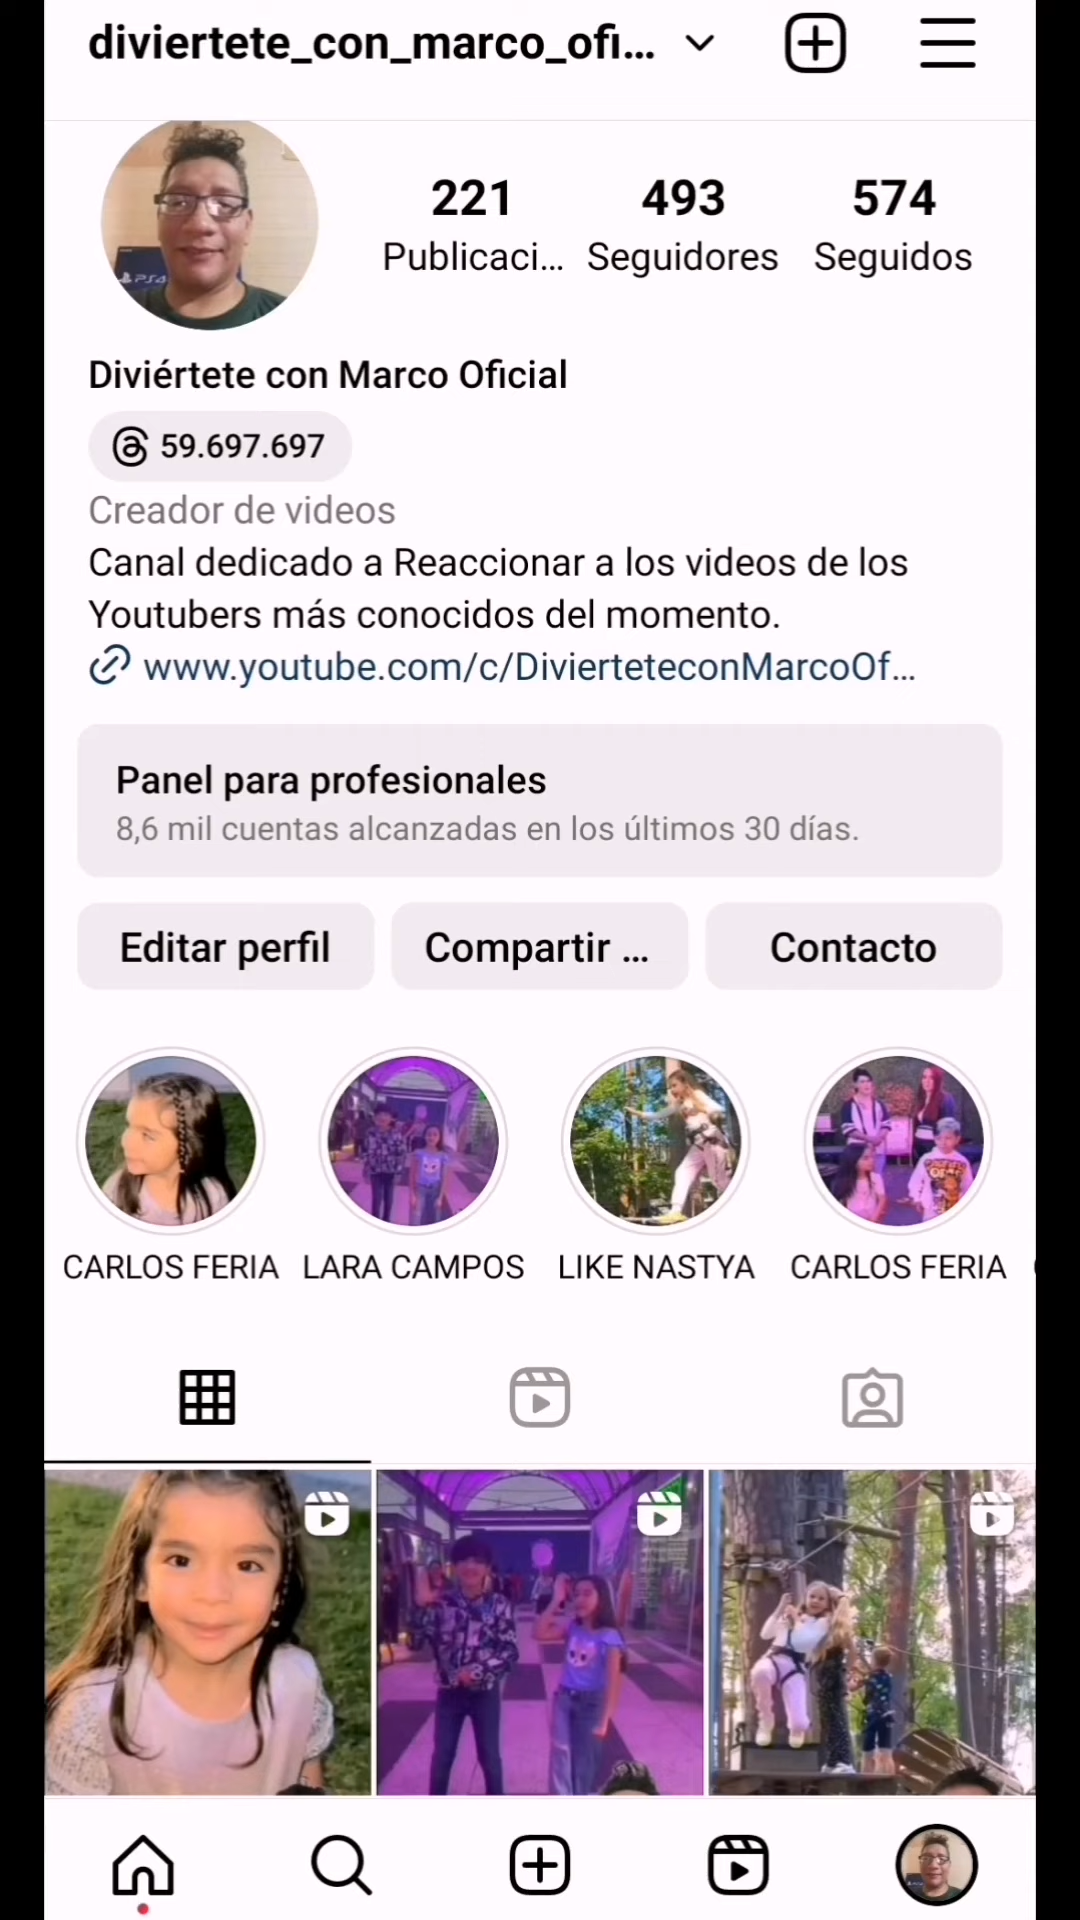 diviertete_con_marco_ofi...
221 493 574
Publicaci... Seguidores Seguidos
PS4
Diviértete con Marco Oficial
59.697.697
Creador de videos
Canal dedicado a Reaccionar a los videos de los
Youtubers más conocidos del momento.
www.youtube.com/c/DivierteteconMarcoOf...
Panel para profesionales
8,6 mil cuentas alcanzadas en los últimos 30 días.
Editar perfil Compartir ... Contacto
CARLOS FERIA LARA CAMPOS LIKE NASTYA CARLOS FERIA